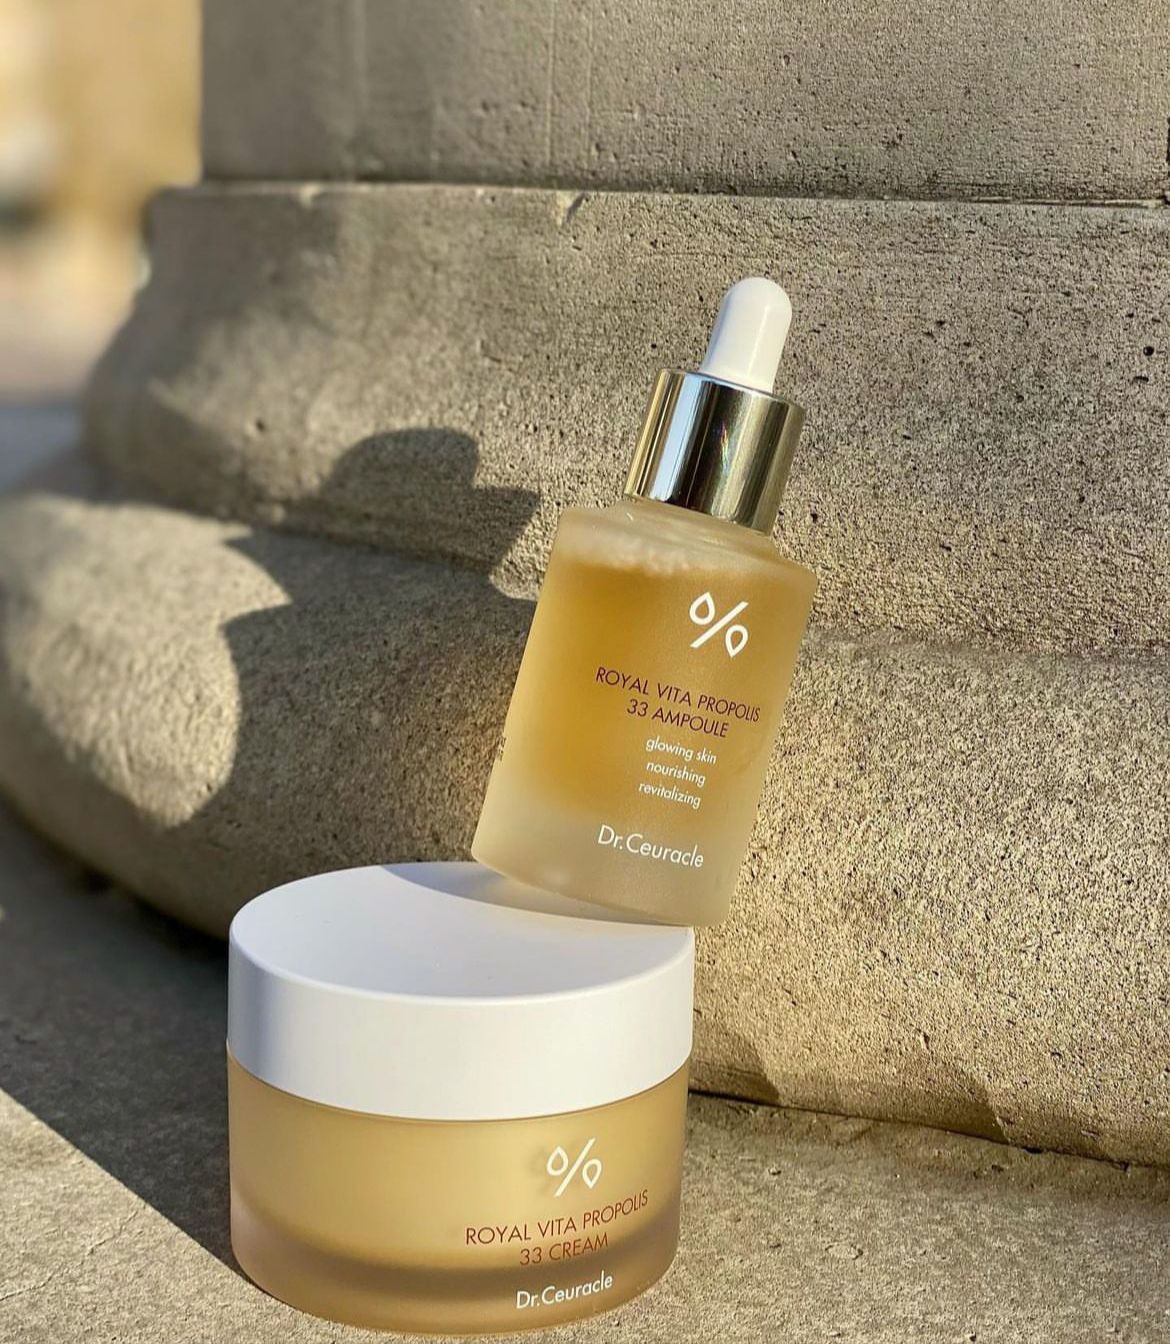 %
ROYAL VITA PROPOLIS
33 AMPOULE
glowing skin
nourishing
revitalizing
Dr.Ceuracle
%
ROYAL VITA PROPOLIS
33 CREAM
Dr.Ceuracle